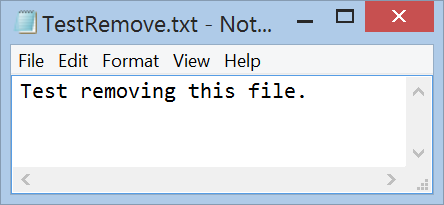 TestRemove.txt - Not...
File Edit Format View Help
Test removing this file.